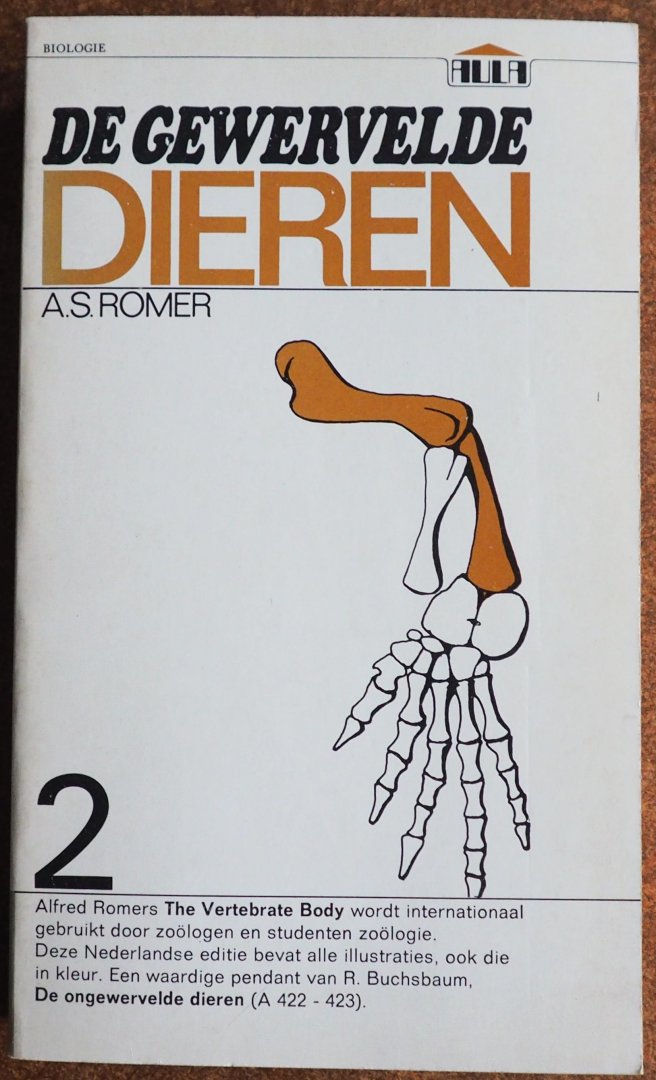 BIOLOGIE
AULA
DE GEWERVELDE
DIEREN
A.S. ROMER
2
Alfred Romers The Vertebrate Body wordt internationaal
gebruikt door zoölogen en studenten zoölogie.
Deze Nederlandse editie bevat alle illustraties, ook die
in kleur. Een waardige pendant van R. Buchsbaum,
De ongewervelde dieren (A 422 - 423).